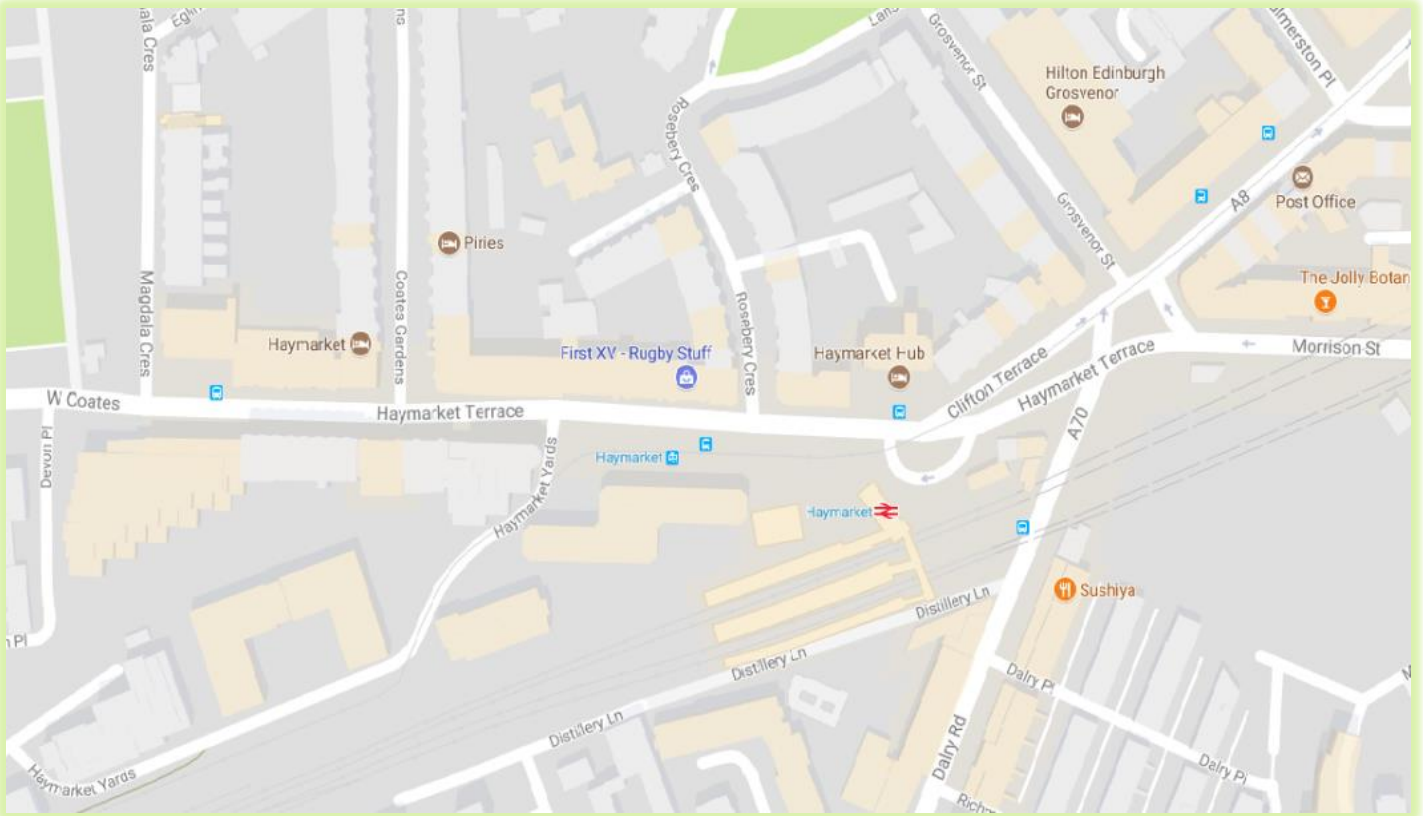 Magdala Cres
Grosvenor St
Hilton Edinburgh
Grosvenor
Rosebery Cres
Post Office
A8
Grosvenor St
Piries
Magdala Cres
Coates Gardens
The Jolly Botan
Rosebery Cres
Haymarket
First XV - Rugby Stuff
Haymarket Hub
Morrison St
Clifton Terrace
Haymarket Terrace
W Coates
Haymarket Terrace
A70
Devon Pl
Haymarket
Haymarket Yards
Haymarket
Sushiya
Distillery Ln
Distillery Ln
Dalry Pl
Distillery Ln
Dalry Rd
Dalry Pl
Haymarket Yards